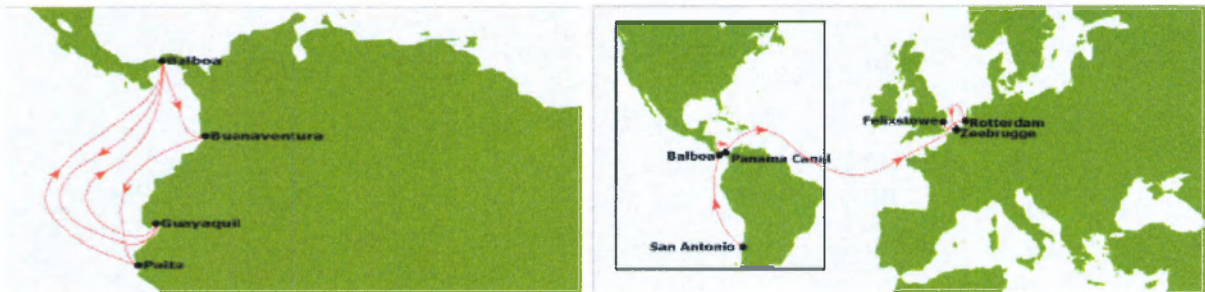 Balboa
Buenaventura
Guayaquil
Paita
Felixstowe
Rotterdam
Zeebrugge
Balboa
Panama Canal
San Antonio